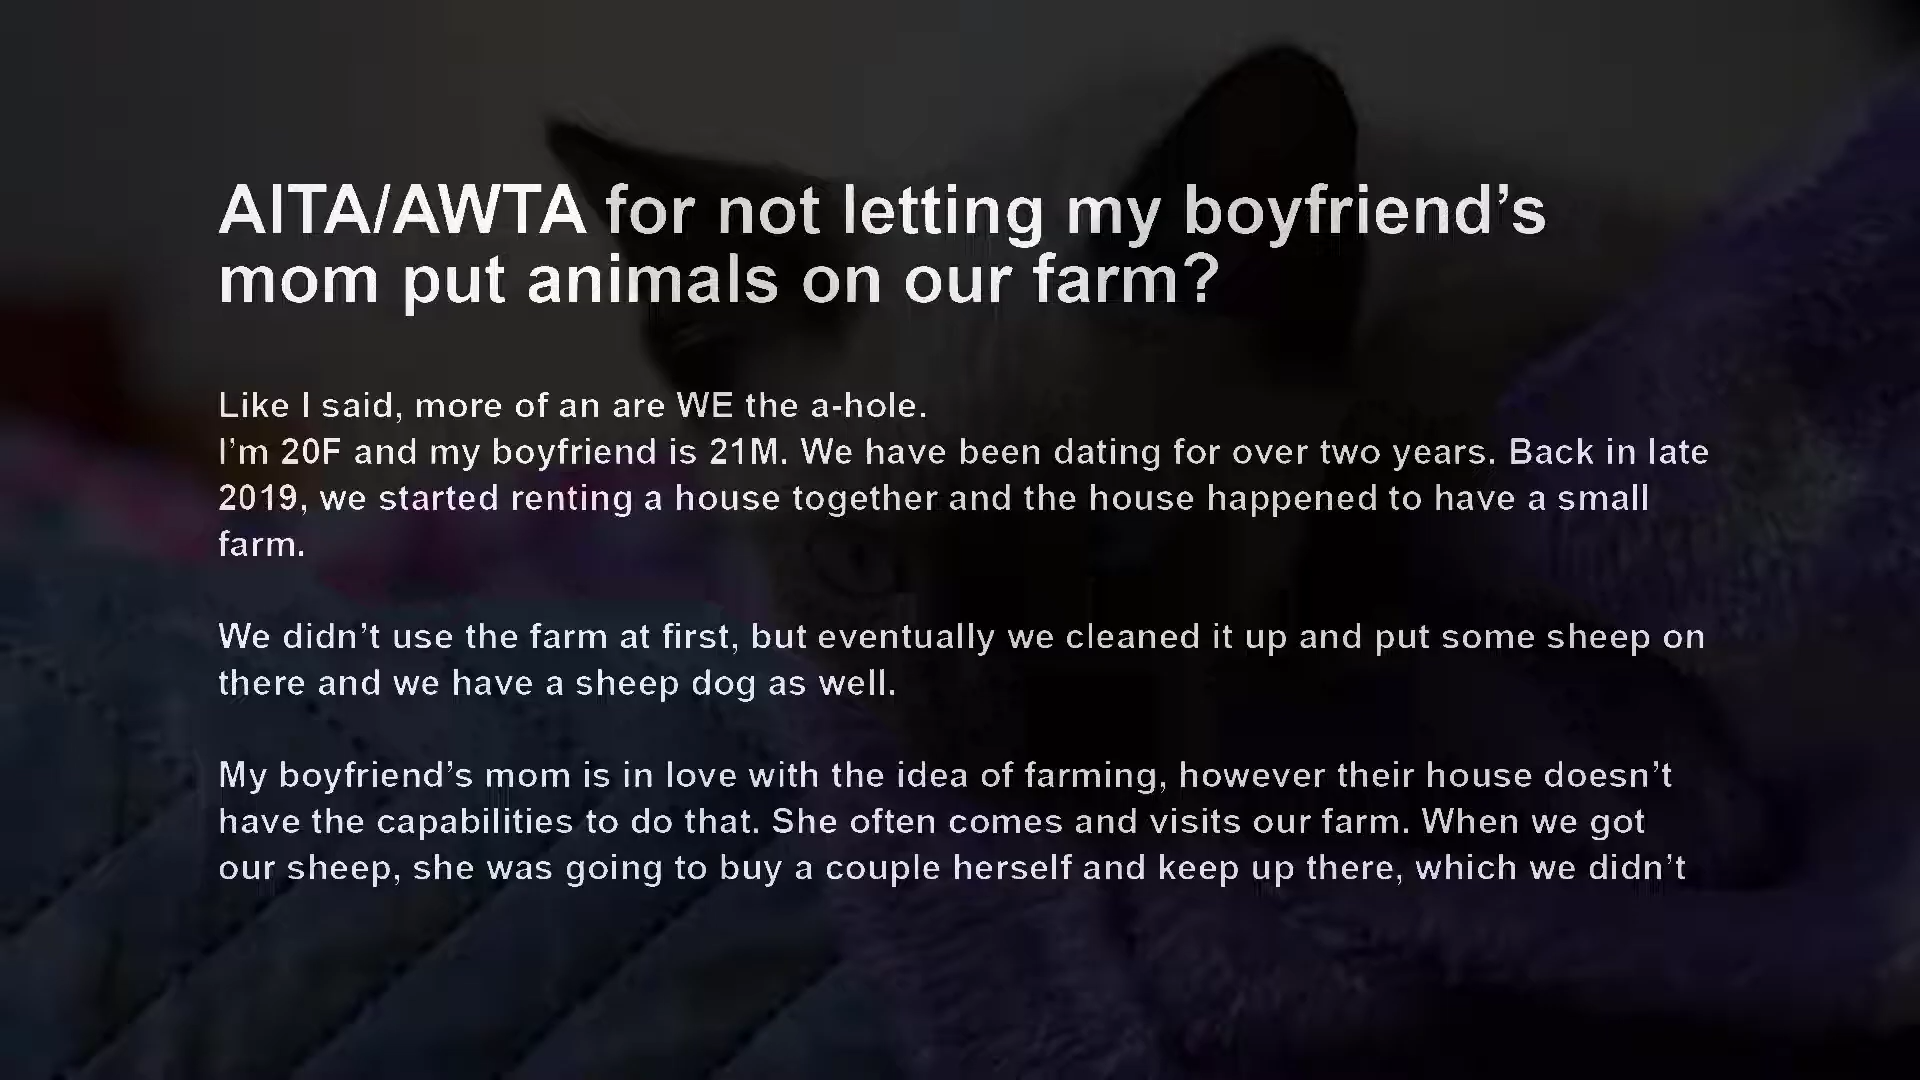 AITA/AWTA for not letting my boyfriend’s
mom put animals on our farm?
Like I said, more of an are WE the a-hole.
I’m 20F and my boyfriend is 21M. We have been dating for over two years. Back in late
2019, we started renting a house together and the house happened to have a small
farm.
We didn’t use the farm at first, but eventually we cleaned it up and put some sheep on
there and we have a sheep dog as well.
My boyfriend’s mom is in love with the idea of farming, however their house doesn’t
have the capabilities to do that. She often comes and visits our farm. When we got
our sheep, she was going to buy a couple herself and keep up there, which we didn’t